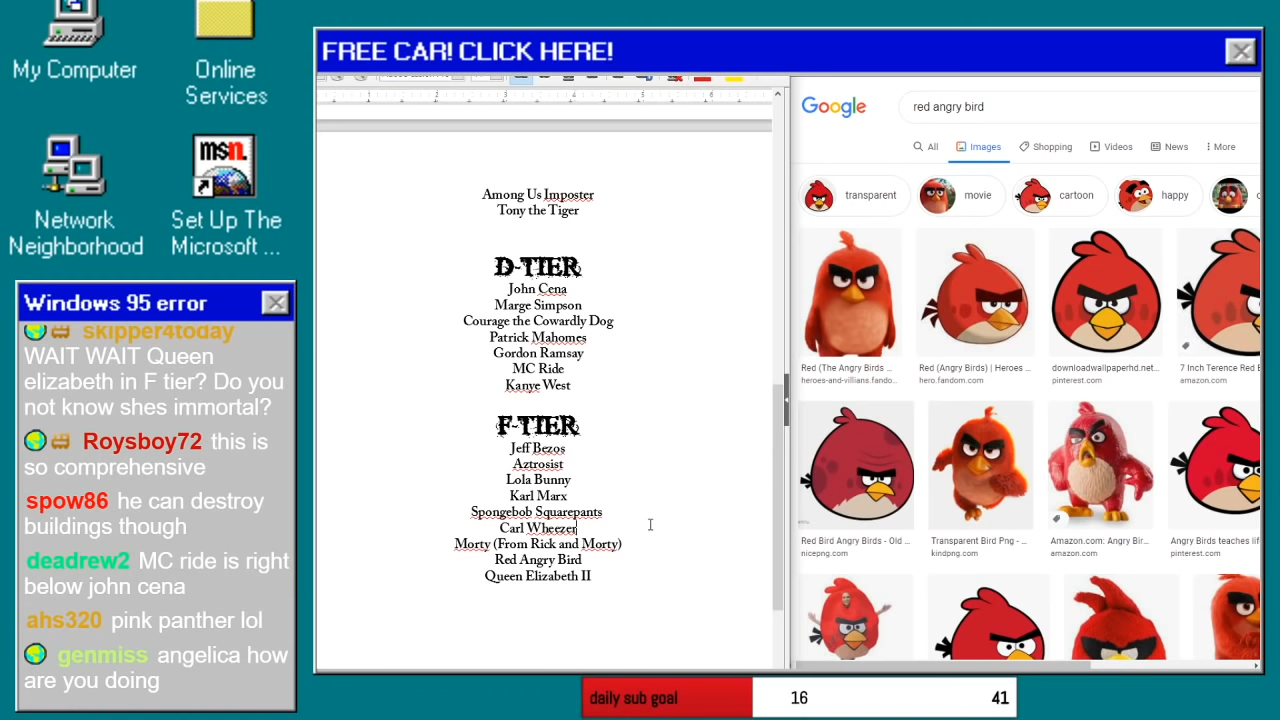 My Computer
Online
Services
Network
Neighborhood
msn.
Set Up The
Microsoft ...
Windows 95 error
skipper4today
WAIT WAIT Queen
elizabeth in F tier? Do you
not know shes immortal?
Roysboy72 this is
so comprehensive
spow86 he can destroy
buildings though
deadrew2 MC ride is right
below john cena
ahs320 pink panther lol
genmiss angelica how
are you doing
FREE CAR! CLICK HERE!
1 2 3 4 5 6
Among Us Imposter
Tony the Tiger
D-TIER
John Cena
Marge Simpson
Courage the Cowardly Dog
Patrick Mahomes
Gordon Ramsay
MC Ride
Kanye West
F-TIER
Jeff Bezos
Aztrosist
Lola Bunny
Karl Marx
Spongebob Squarepants
Carl Wheezer
Morty (From Rick and Morty)
Red Angry Bird
Queen Elizabeth II
Google
red angry bird
All Images Shopping Videos News More
transparent movie cartoon happy
Red (The Angry Birds ...
heroes-and-villians.fando...
Red (Angry Birds) | Heroes ...
hero.fandom.com
downloadwallpaperhd.net...
pinterest.com
7 Inch Terence Red B
amazon.com
Red Bird Angry Birds - Old ...
nicepng.com
Transparent Bird Png - ...
kindpng.com
Amazon.com: Angry Bir...
amazon.com
Angry Birds teaches lif
pinterest.com
daily sub goal 16 41